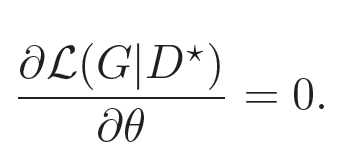 ∂ℒ(G|D⋆)/∂θ = 0.